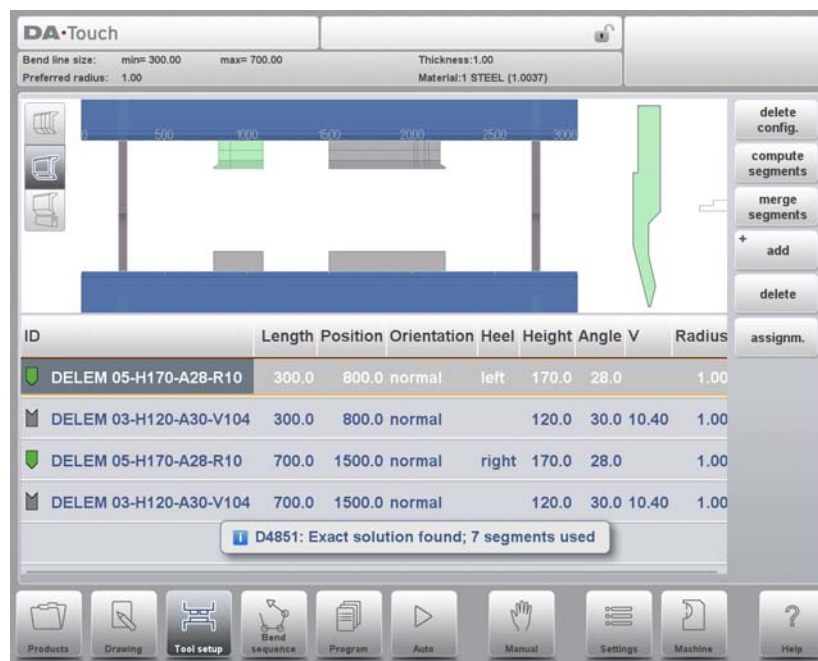 DA·Touch
Bend line size: min= 300.00 max= 700.00 Thickness:1.00
Preferred radius: 1.00 Material:1 STEEL (1.0037)
delete config.
compute segments
merge segments
+ add
delete
assignm.
0 500 1000 1500 2000 2500 3000
ID Length Position Orientation Heel Height Angle V Radius
DELEM 05-H170-A28-R10 300.0 800.0 normal left 170.0 28.0 1.00
DELEM 03-H120-A30-V104 300.0 800.0 normal 120.0 30.0 10.40 1.00
DELEM 05-H170-A28-R10 700.0 1500.0 normal right 170.0 28.0 1.00
DELEM 03-H120-A30-V104 700.0 1500.0 normal 120.0 30.0 10.40 1.00
i D4851: Exact solution found; 7 segments used
Products Drawing Tool setup Bend sequence Program Auto Manual Settings Machine ? Help